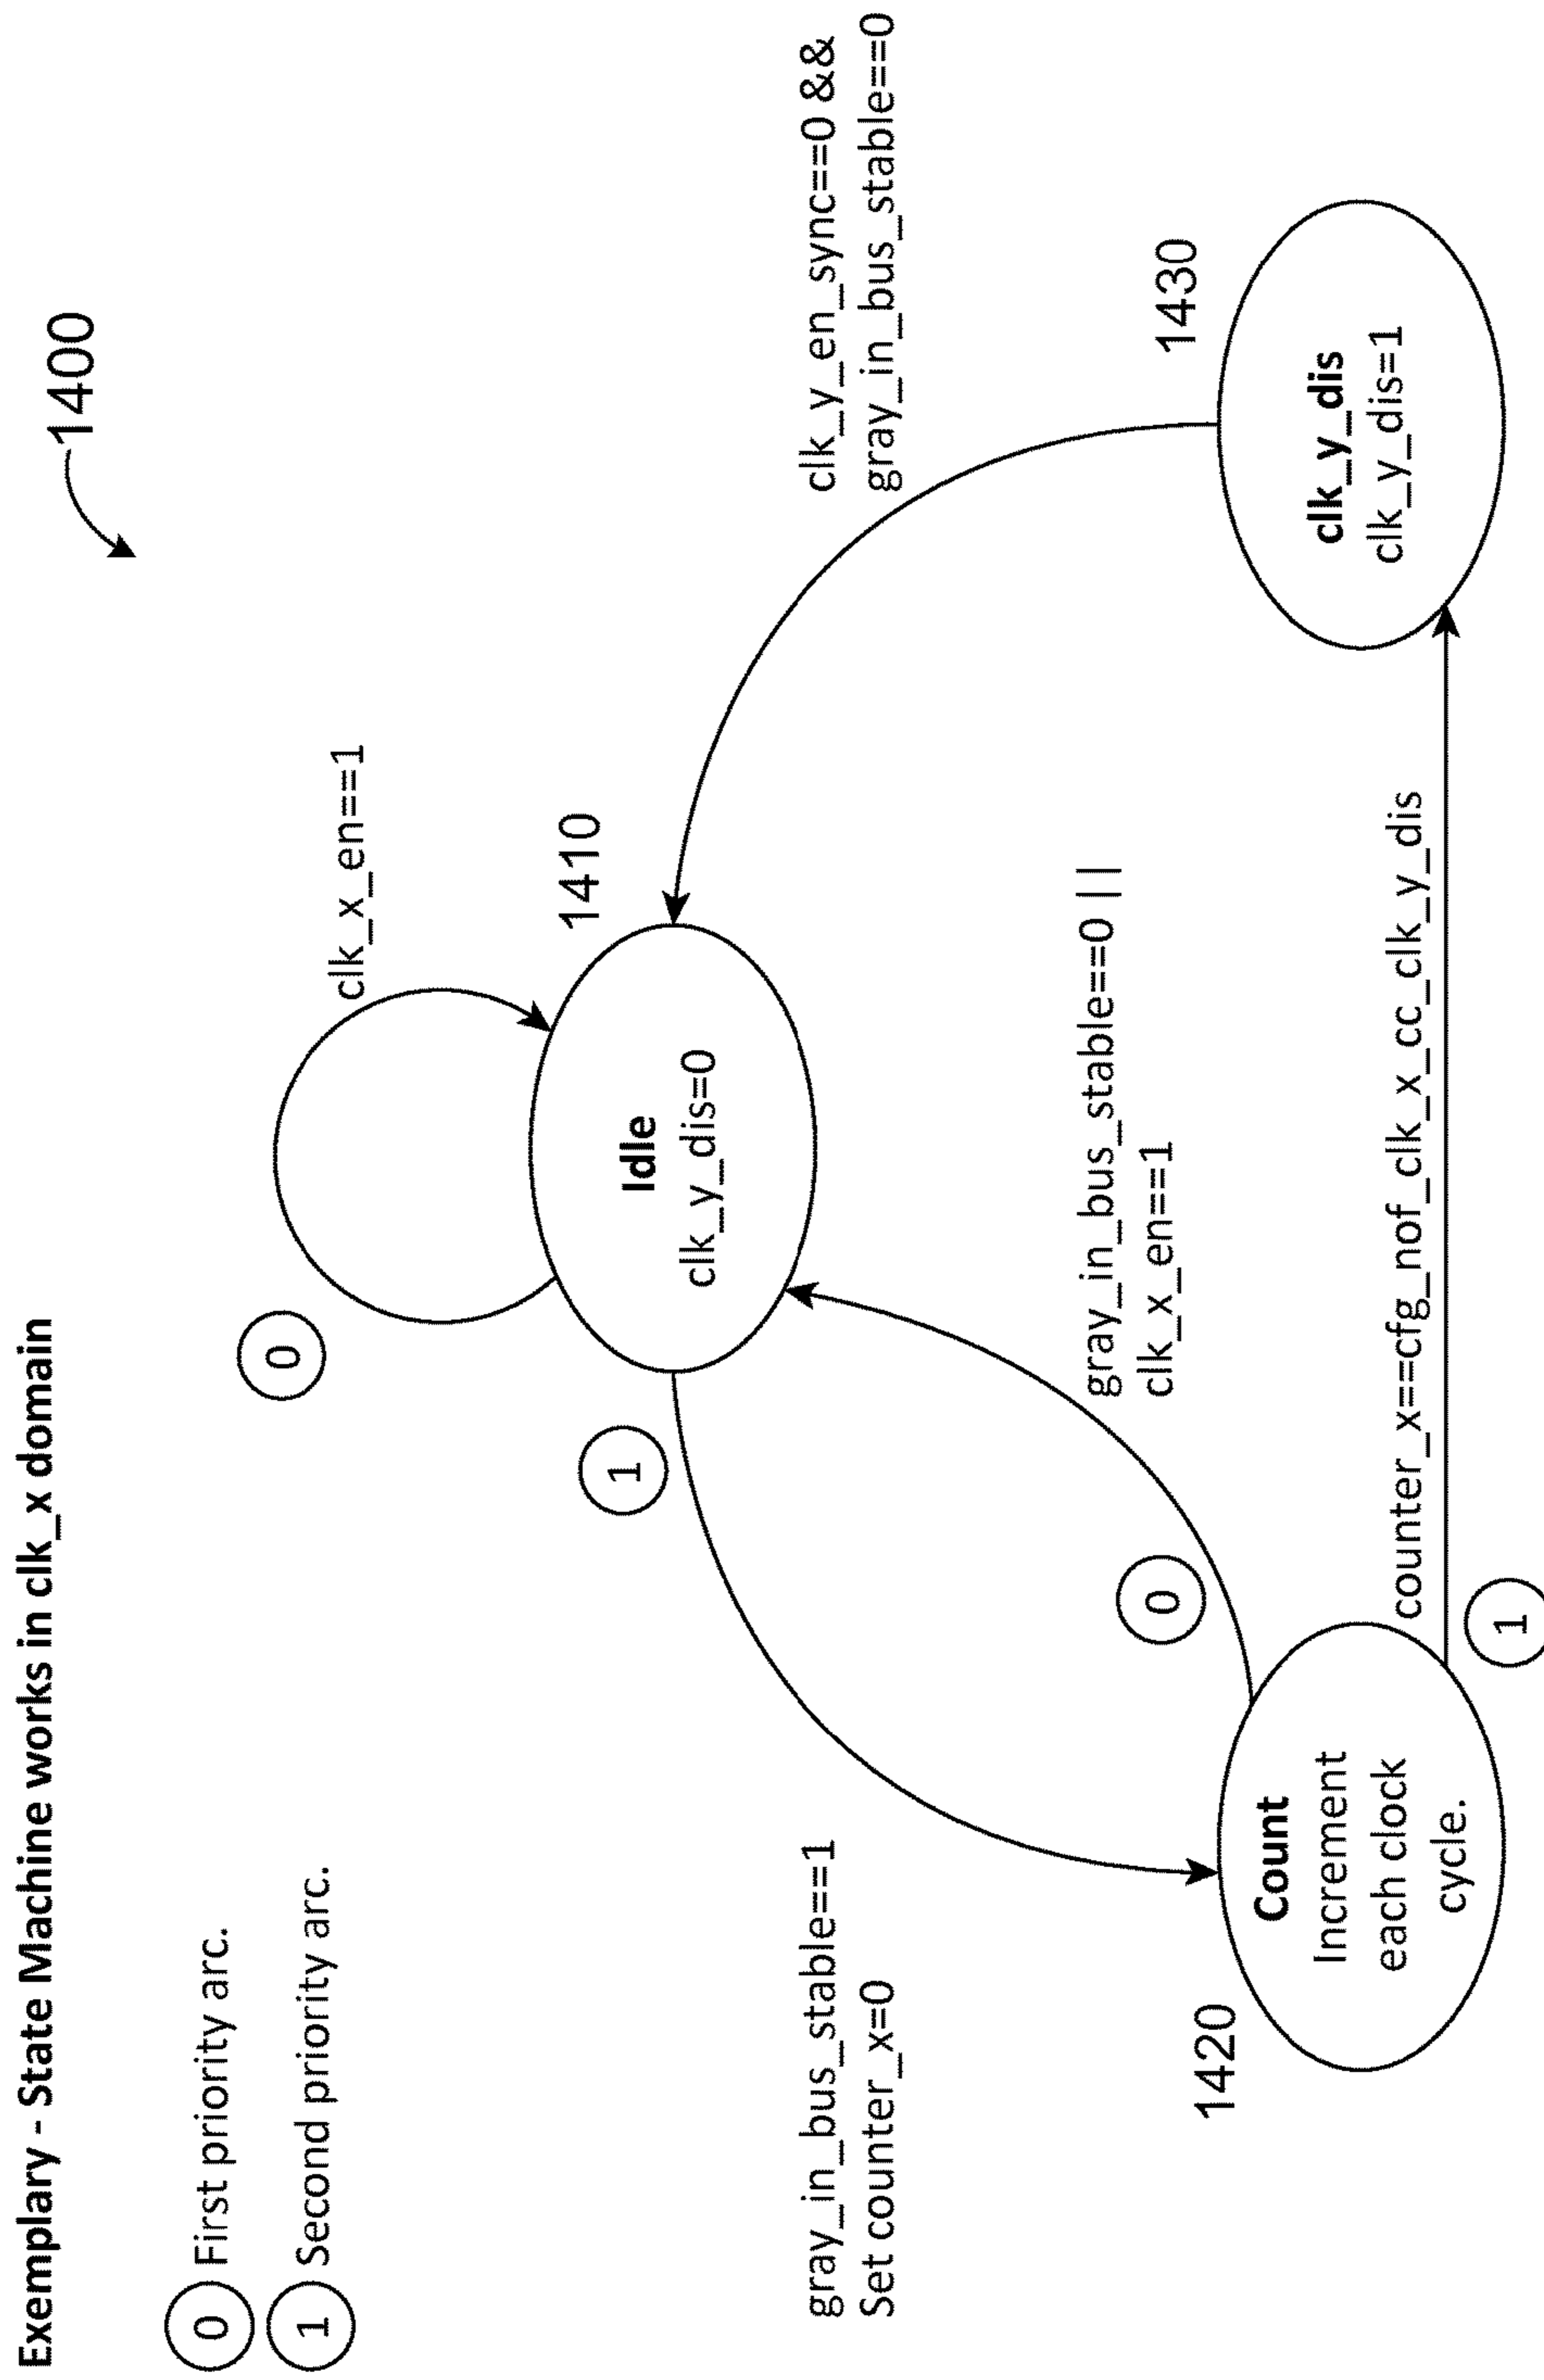 Exemplary - State Machine works in clk_x domain
1400
0 First priority arc.
1 Second priority arc.
0
clk_x_en==1
1410
Idle
clk_y_dis=0
1
gray_in_bus_stable==1
Set counter_x=0
clk_y_en_sync==0 &&
gray_in_bus_stable==0
0
gray_in_bus_stable==0 ||
clk_x_en==1
1420
Count
Increment
each clock
cycle.
1
counter_x==cfg_nof_clk_x_cc_clk_y_dis
1430
clk_y_dis
clk_y_dis=1